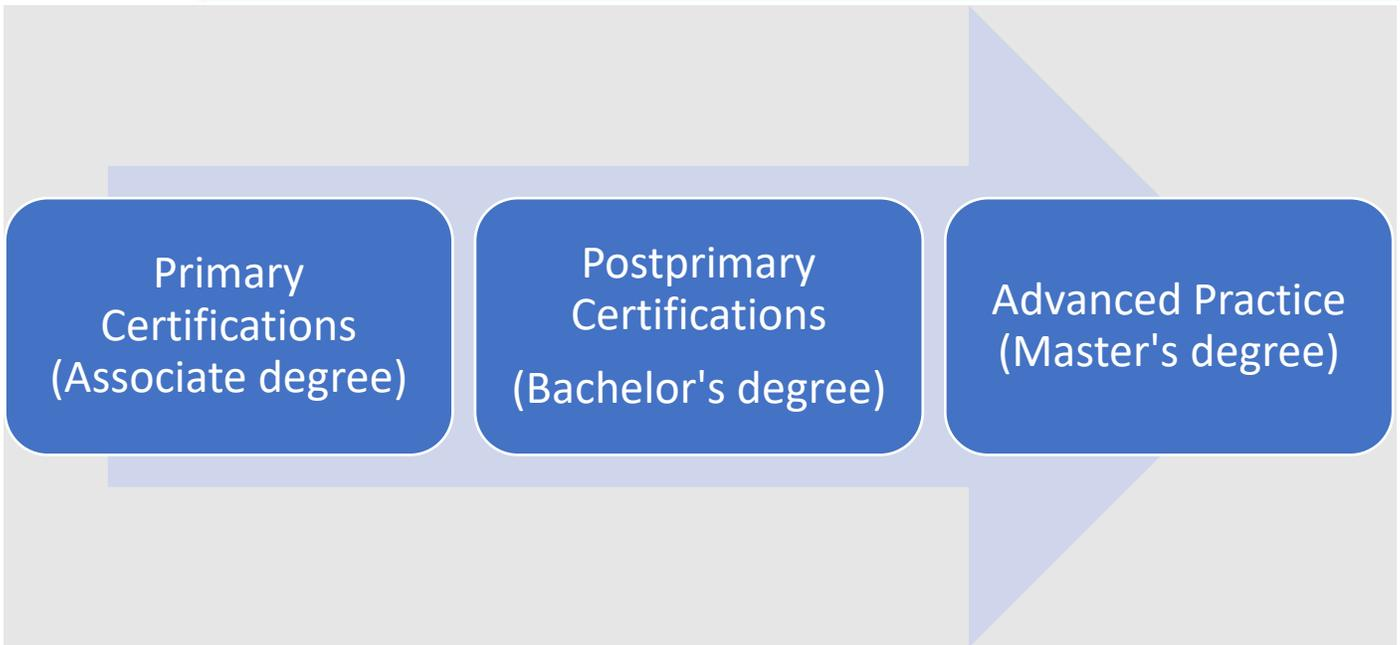 Primary
Certifications
(Associate degree)
Postprimary
Certifications
(Bachelor's degree)
Advanced Practice
(Master's degree)